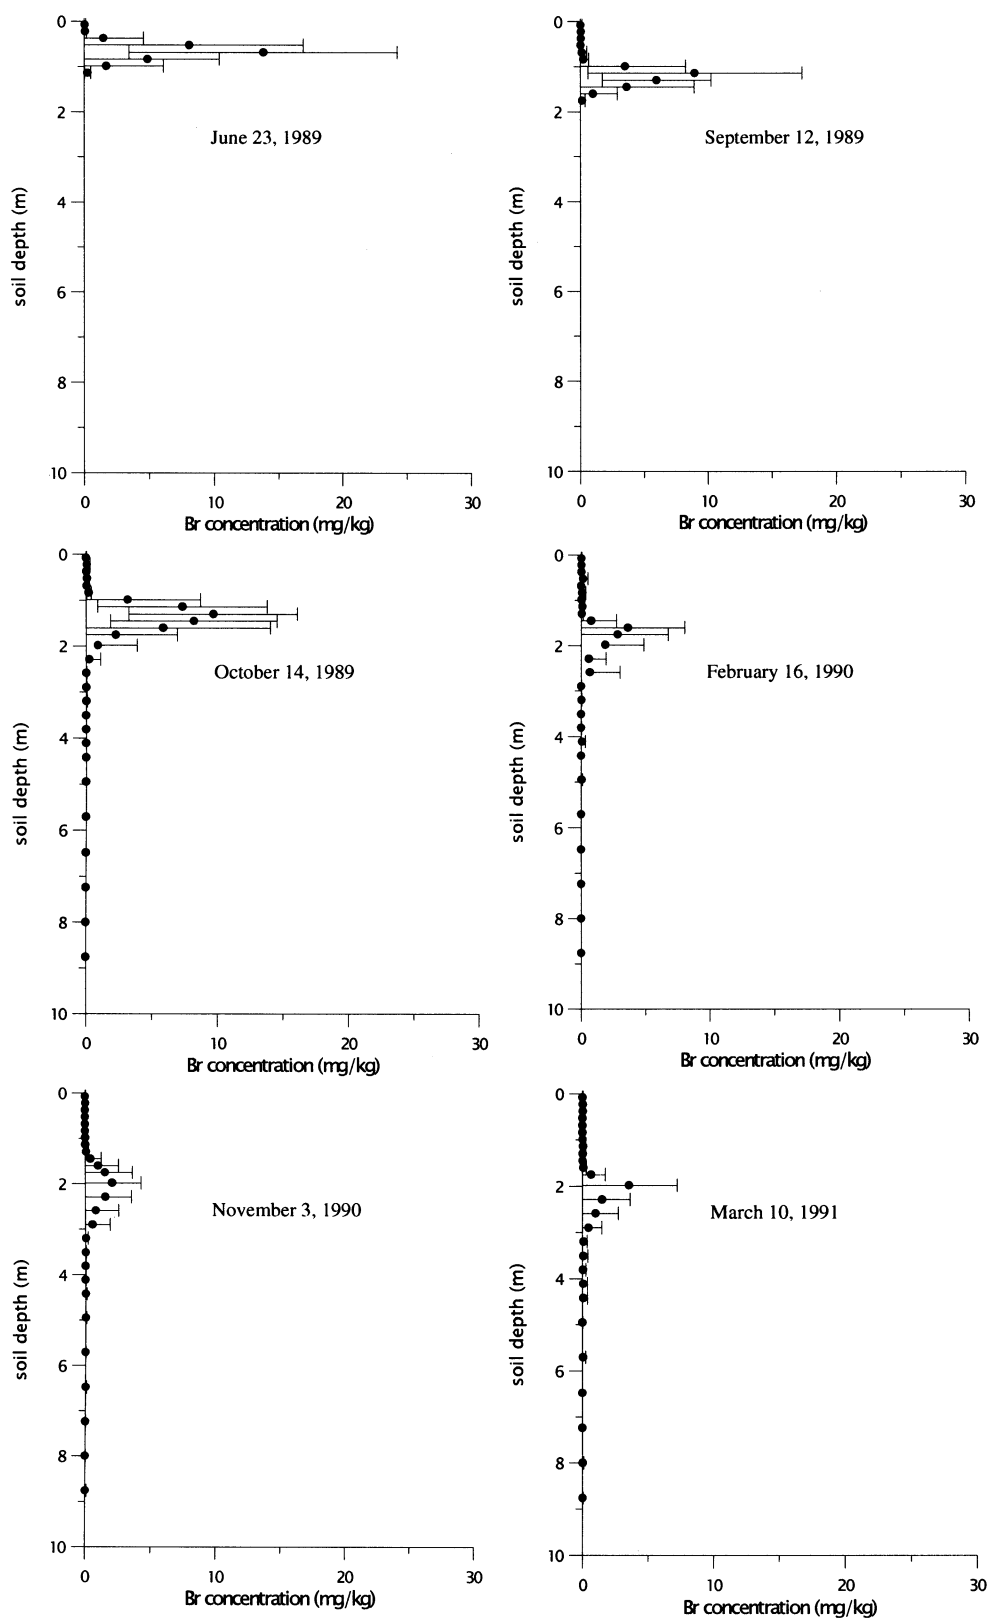 0
2
4
6
8
10
soil depth (m)
June 23, 1989
0 10 20 30
Br concentration (mg/kg)
0
2
4
6
8
10
soil depth (m)
September 12, 1989
0 10 20 30
Br concentration (mg/kg)
0
2
4
6
8
10
soil depth (m)
October 14, 1989
0 10 20 30
Br concentration (mg/kg)
0
2
4
6
8
10
soil depth (m)
February 16, 1990
0 10 20 30
Br concentration (mg/kg)
0
2
4
6
8
10
soil depth (m)
November 3, 1990
0 10 20 30
Br concentration (mg/kg)
0
2
4
6
8
10
soil depth (m)
March 10, 1991
0 10 20 30
Br concentration (mg/kg)